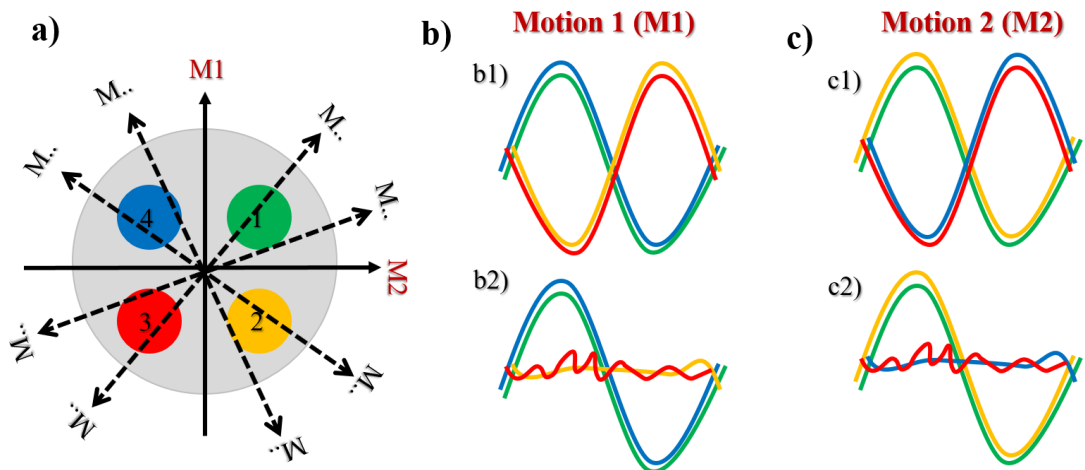 a)
M1
M..
M..
M..
M..
4
1
M2
3
2
M..
M..
M..
M..
b)
Motion 1 (M1)
b1)
b2)
c)
Motion 2 (M2)
c1)
c2)